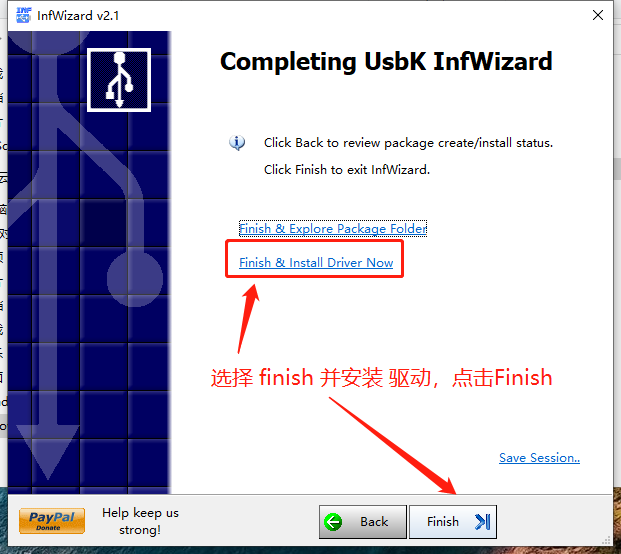 InfWizard v2.1
Completing UsbK InfWizard
Click Back to review package create/install status.
Click Finish to exit InfWizard.
Finish & Explore Package Folder
Finish & Install Driver Now
选择 finish 并安装 驱动，点击Finish
Save Session..
PayPal
Donate
Help keep us
strong!
Back
Finish